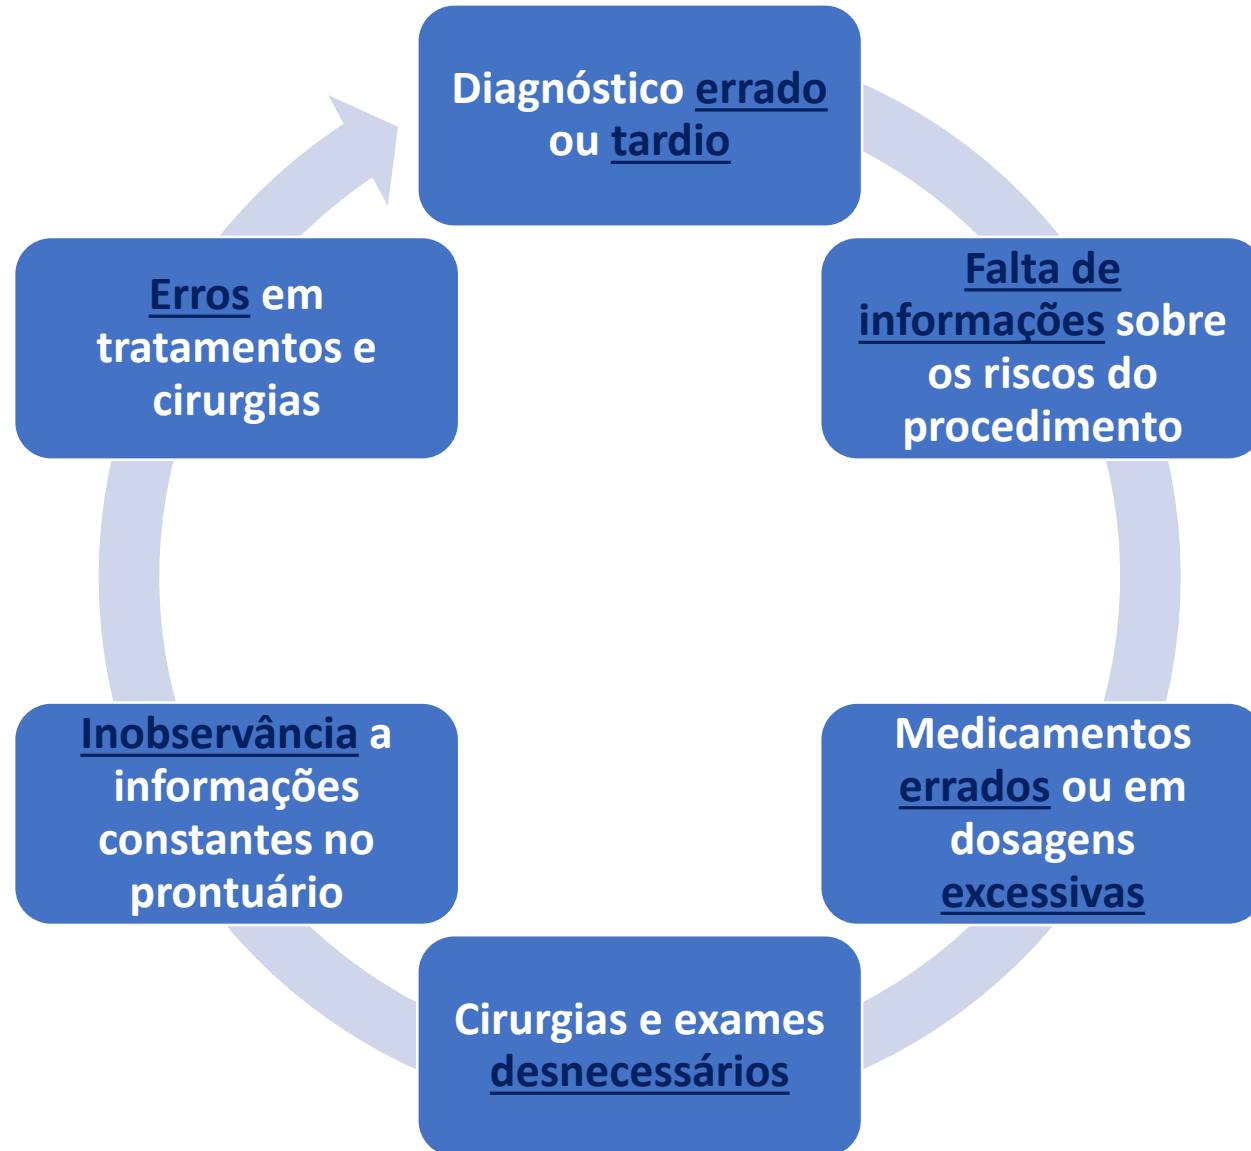 Diagnóstico errado
ou tardio
Falta de
informações sobre
os riscos do
procedimento
Medicamentos
errados ou em
dosagens
excessivas
Cirurgias e exames
desnecessários
Inobservância a
informações
constantes no
prontuário
Erros em
tratamentos e
cirurgias